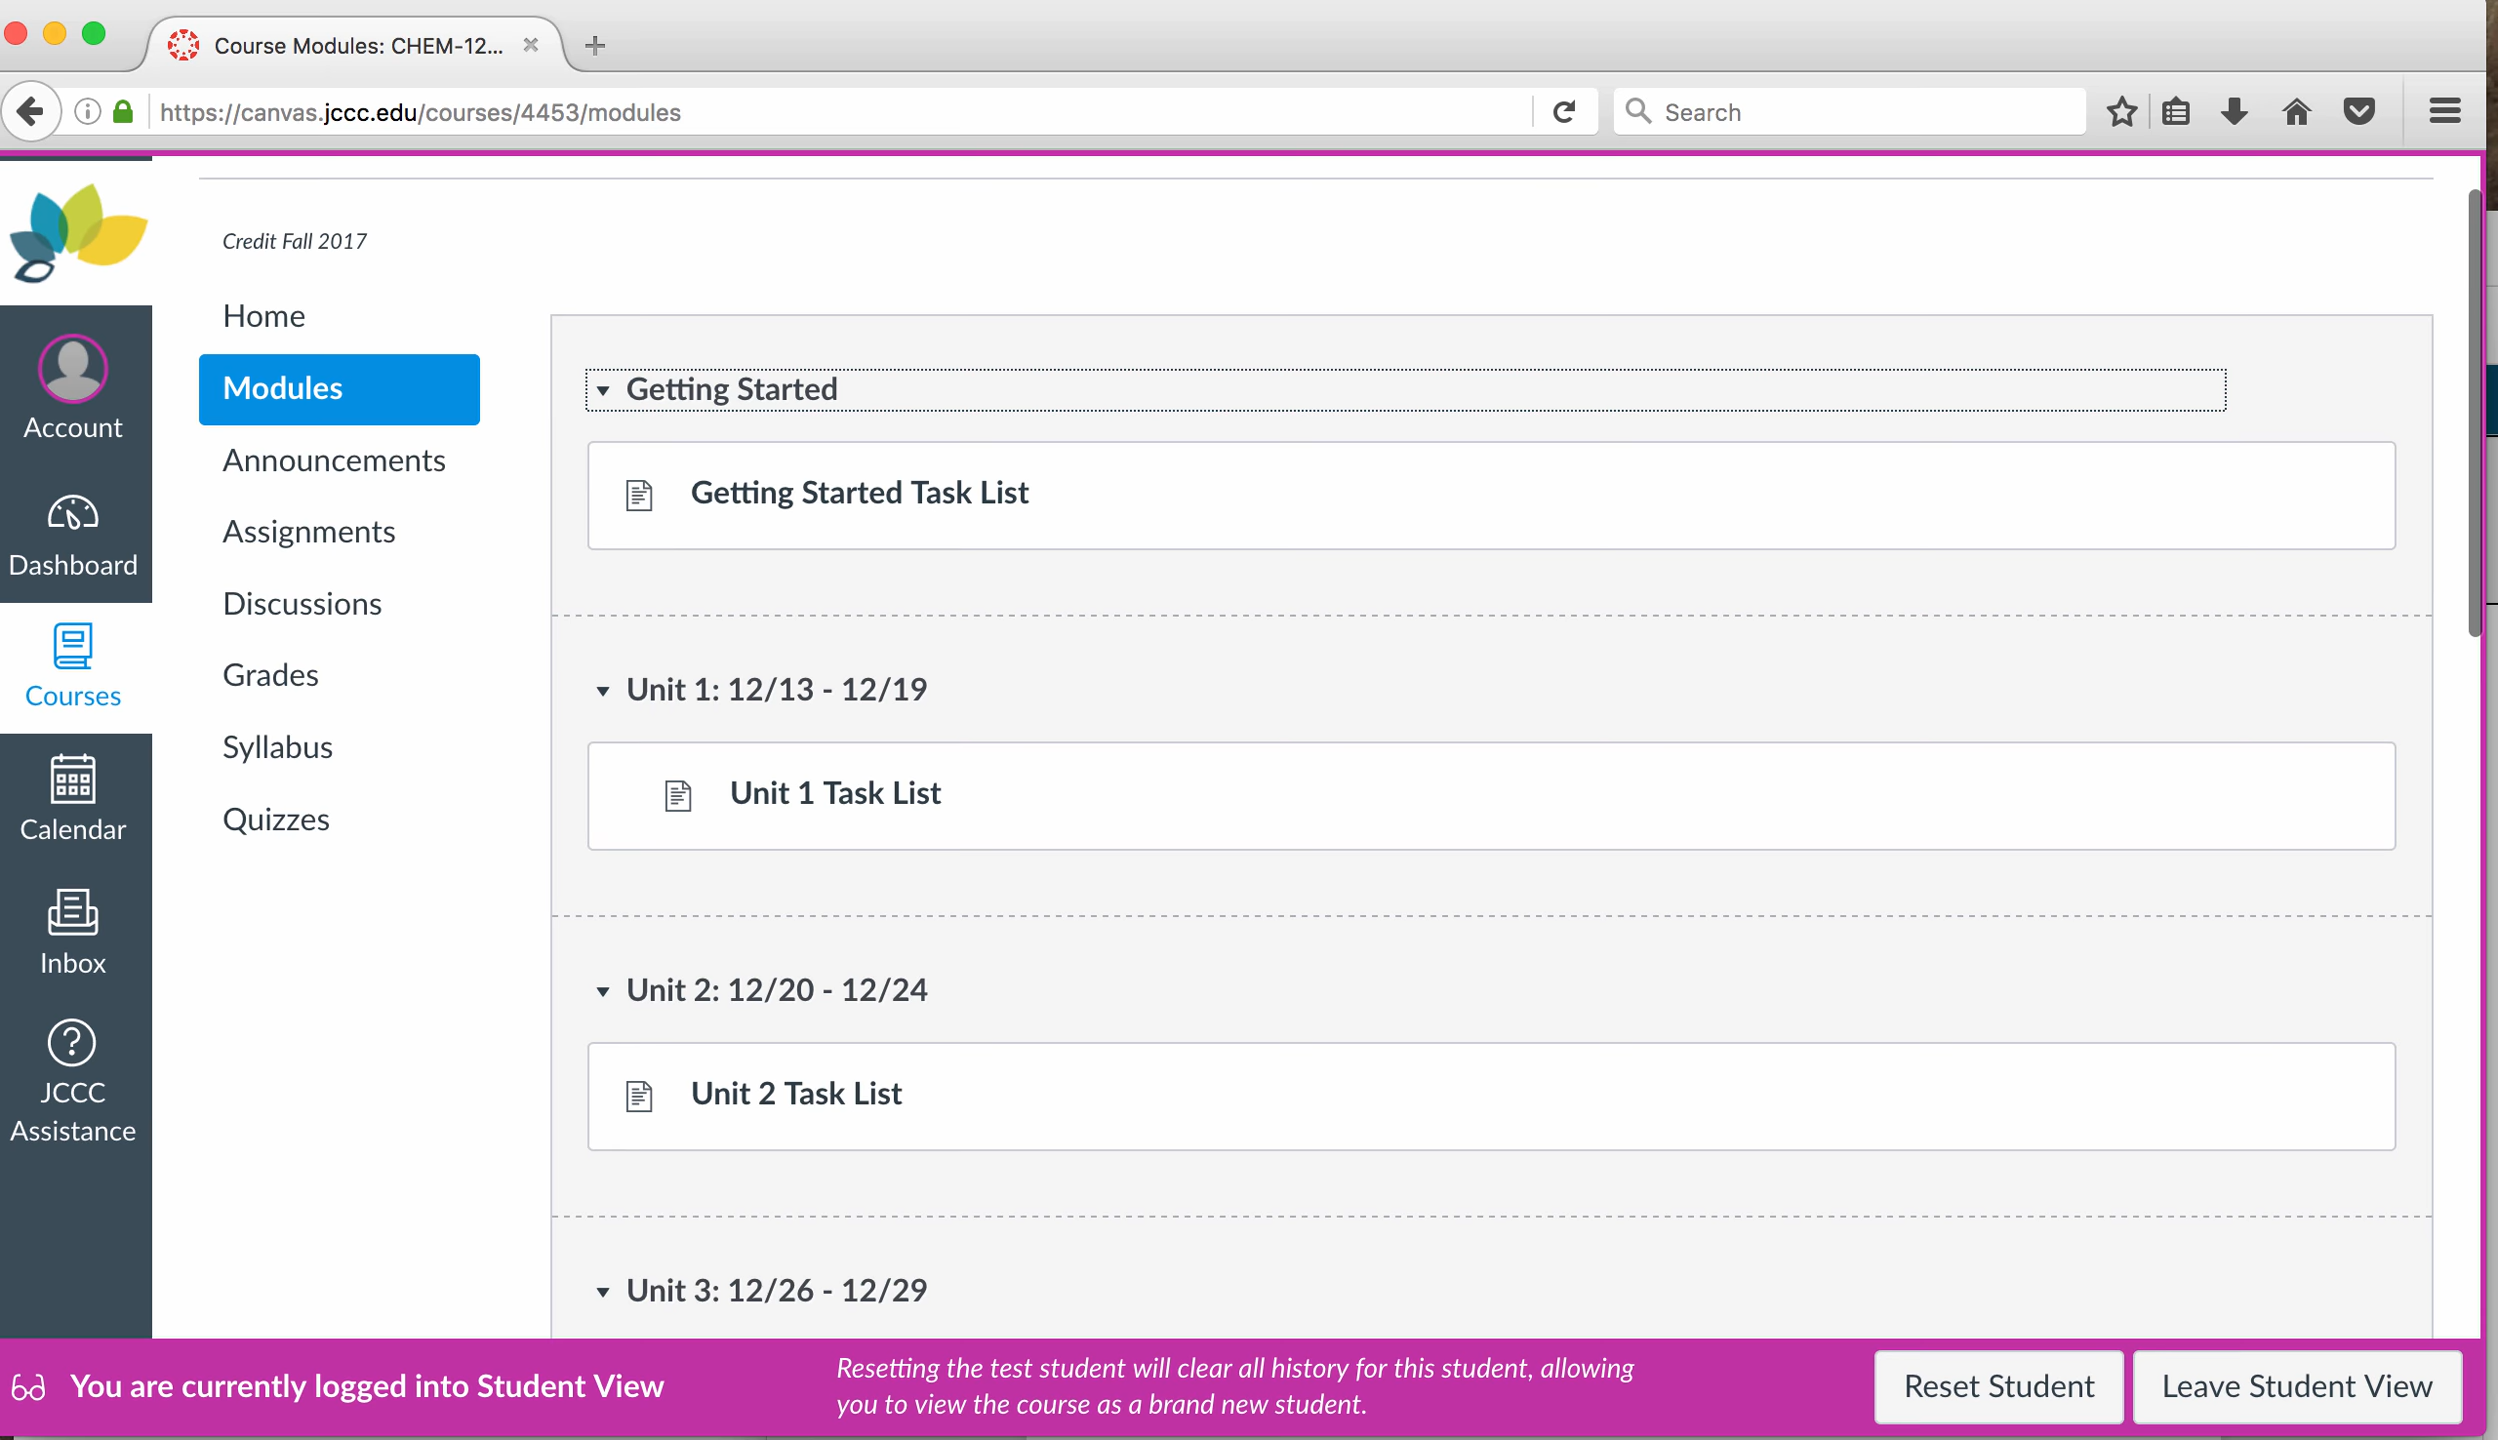 Course Modules: CHEM-12...
https://canvas.jccc.edu/courses/4453/modules
Search
Credit Fall 2017
Account
Dashboard
Courses
Calendar
Inbox
JCCC
Assistance
Home
Modules
Announcements
Assignments
Discussions
Grades
Syllabus
Quizzes
Getting Started
Getting Started Task List
Unit 1: 12/13 - 12/19
Unit 1 Task List
Unit 2: 12/20 - 12/24
Unit 2 Task List
Unit 3: 12/26 - 12/29
You are currently logged into Student View
Resetting the test student will clear all history for this student, allowing
you to view the course as a brand new student.
Reset Student
Leave Student View